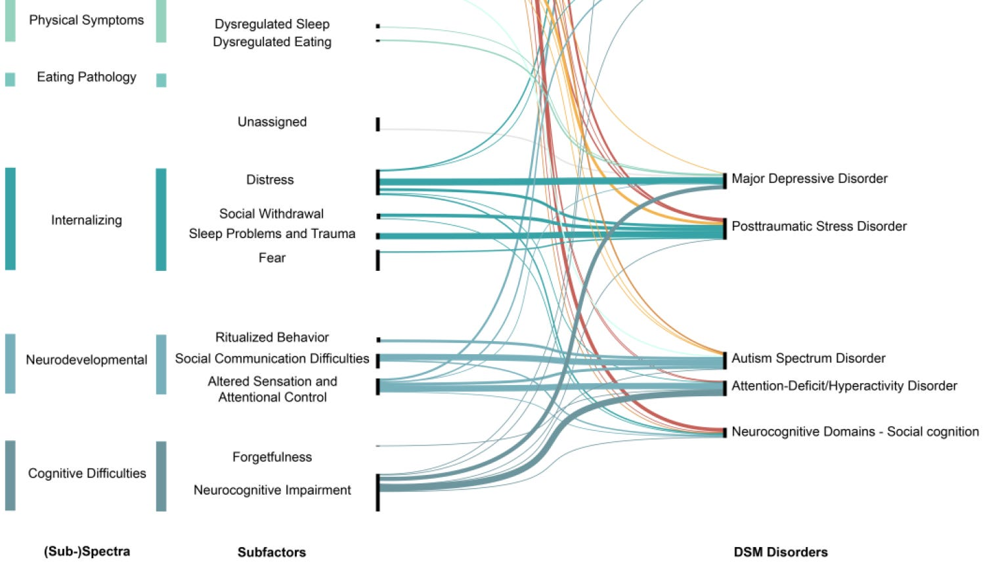 Physical Symptoms
Dysregulated Sleep
Dysregulated Eating
Eating Pathology
Unassigned
Internalizing
Distress
Social Withdrawal
Sleep Problems and Trauma
Fear
Major Depressive Disorder
Posttraumatic Stress Disorder
Neurodevelopmental
Ritualized Behavior
Social Communication Difficulties
Altered Sensation and
Attentional Control
Autism Spectrum Disorder
Attention-Deficit/Hyperactivity Disorder
Neurocognitive Domains - Social cognition
Cognitive Difficulties
Forgetfulness
Neurocognitive Impairment
(Sub-)Spectra
Subfactors
DSM Disorders